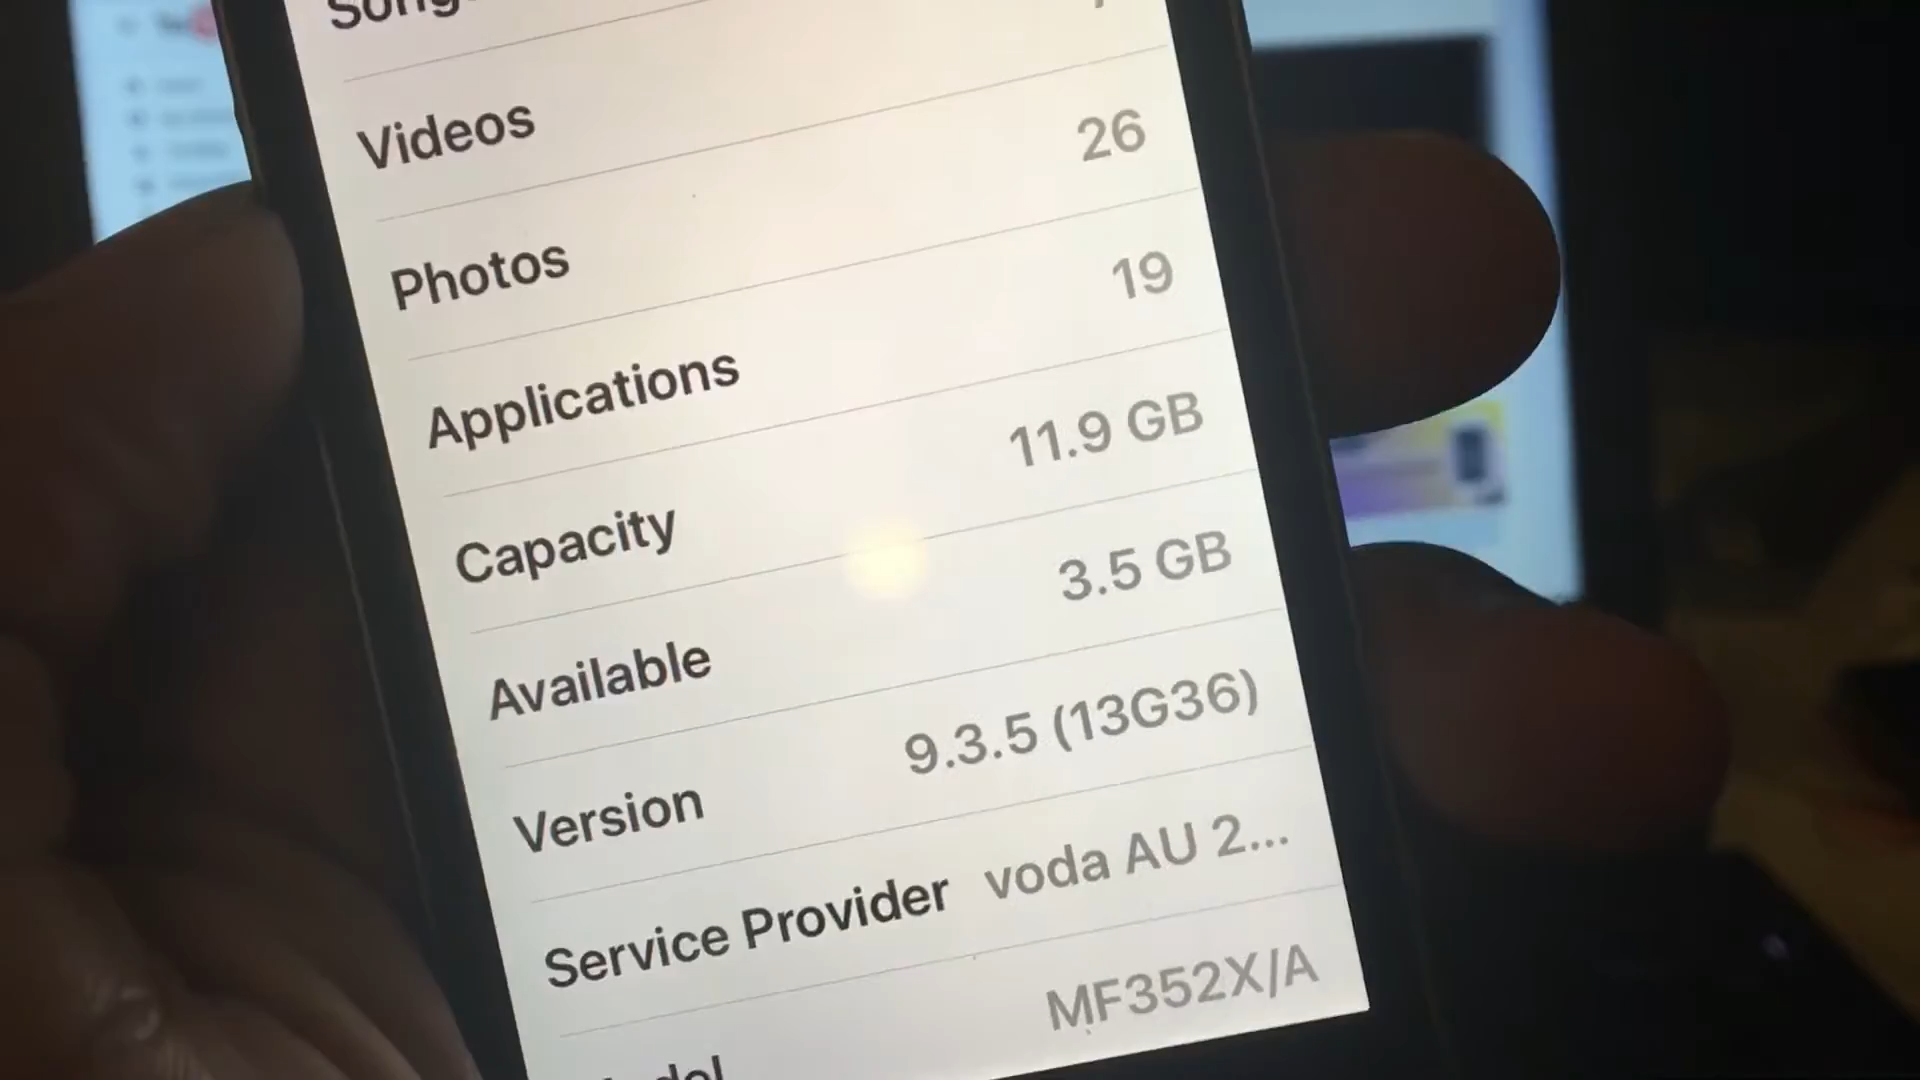 Videos
Photos 26
Applications 19
Capacity 11.9 GB
Available 3.5 GB
Version 9.3.5 (13G36)
Service Provider voda AU 2...
MF352X/A